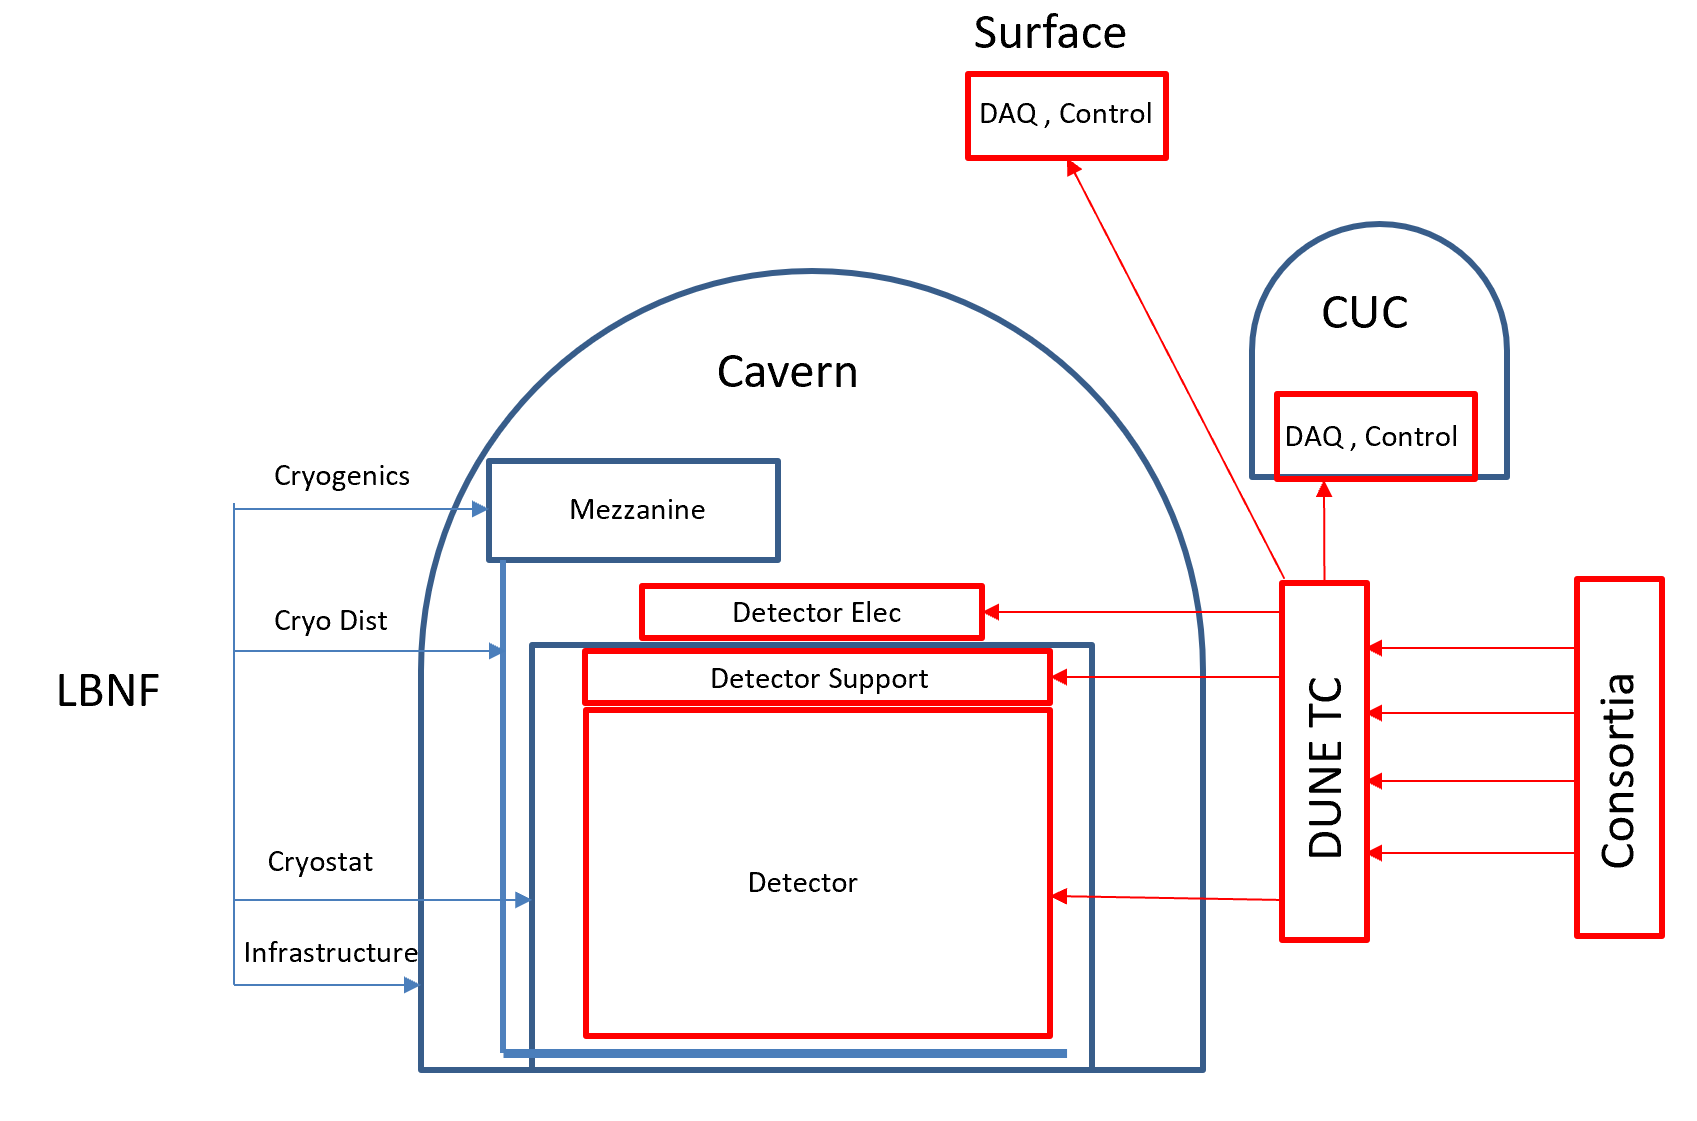 Surface
DAQ , Control
CUC
DAQ , Control
Cavern
Cryogenics
Mezzanine
Cryo Dist
Detector Elec
LBNF
Detector Support
DUNE TC
Consortia
Cryostat
Detector
Infrastructure